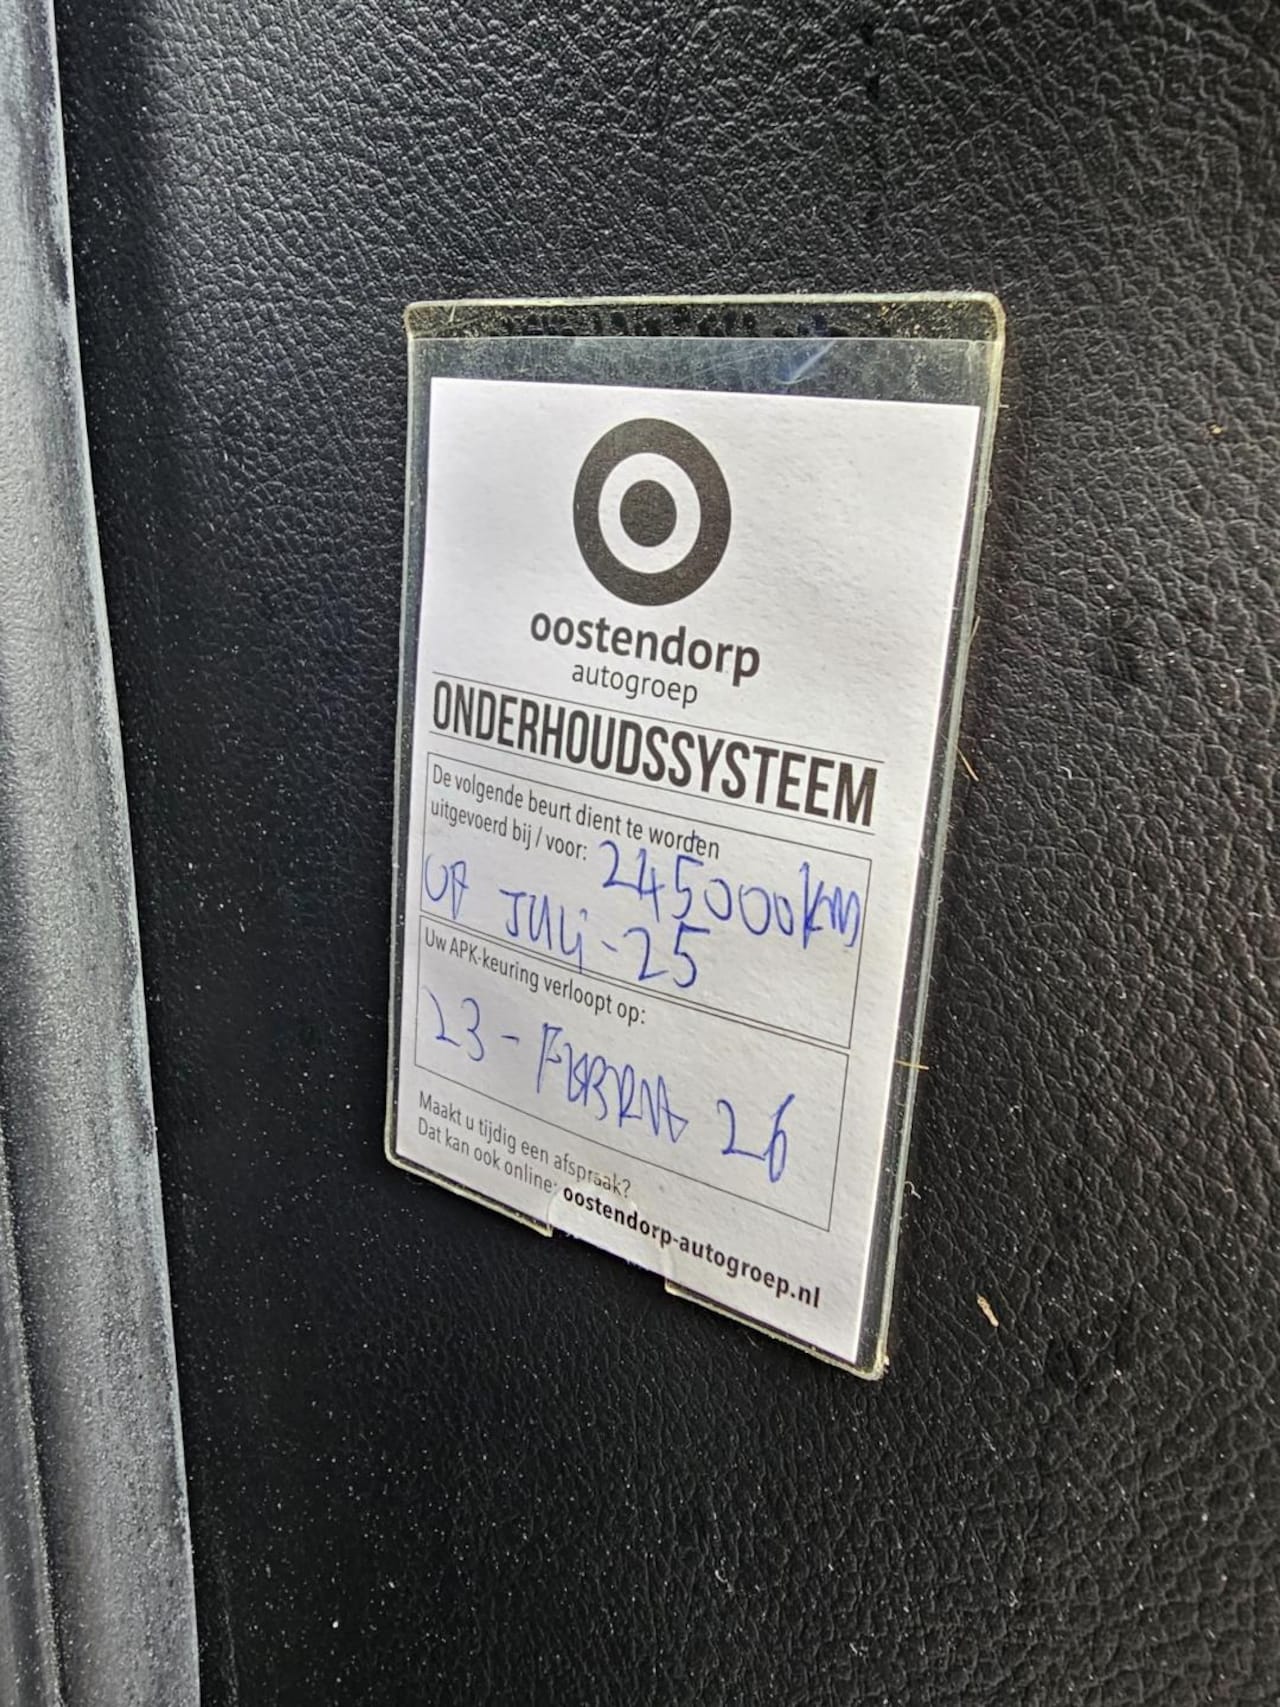 oostendorp
autogroep
ONDERHOUDSSYSTEEM
De volgende beurt dient te worden
uitgevoerd bij / voor: 245000km
OF JULI-25
Uw APK-keuring verloopt op:
23 - FEBRUA 26
Maakt u tijdig een afspraak?
Dat kan ook online: oostendorp-autogroep.nl